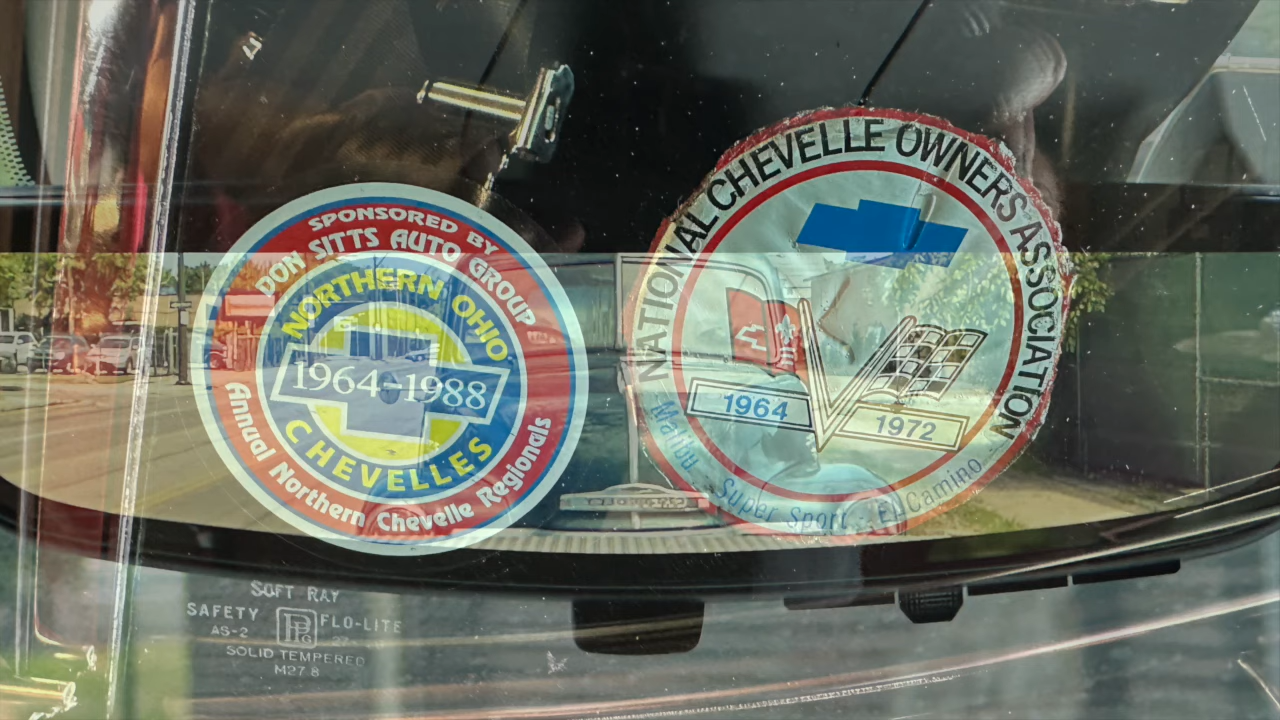 SPONSORED BY
DON SITTS AUTO GROUP
NORTHERN OHIO
1964-1988
CHEVELLES
Annual Northern Chevelle Regionals
NATIONAL CHEVELLE OWNERS ASSOCIATION
1964
1972
Malibu - Super Sport - El Camino
SOFT RAY
SAFETY FLO-LITE
AS-2
SOLID TEMPERED
M27 8